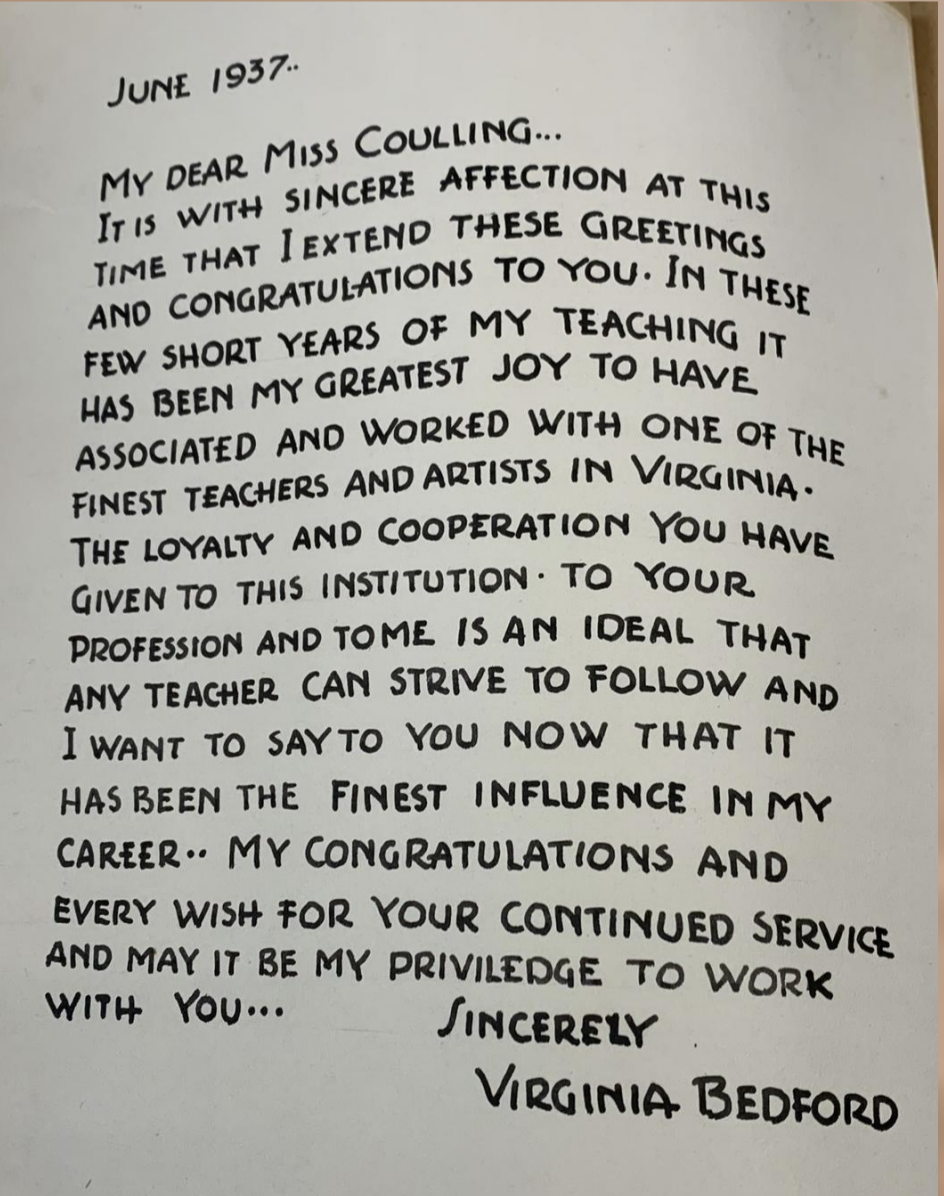 JUNE 1937..
MY DEAR MISS COULLING...
IT IS WITH SINCERE AFFECTION AT THIS
TIME THAT I EXTEND THESE GREETINGS
AND CONGRATULATIONS TO YOU. IN THESE
FEW SHORT YEARS OF MY TEACHING IT
HAS BEEN MY GREATEST JOY TO HAVE
ASSOCIATED AND WORKED WITH ONE OF THE
FINEST TEACHERS AND ARTISTS IN VIRGINIA.
THE LOYALTY AND COOPERATION YOU HAVE
GIVEN TO THIS INSTITUTION. TO YOUR
PROFESSION AND TO ME IS AN IDEAL THAT
ANY TEACHER CAN STRIVE TO FOLLOW AND
I WANT TO SAY TO YOU NOW THAT IT
HAS BEEN THE FINEST INFLUENCE IN MY
CAREER.. MY CONGRATULATIONS AND
EVERY WISH FOR YOUR CONTINUED SERVICE
AND MAY IT BE MY PRIVILEDGE TO WORK
WITH YOU... SINCERELY
VIRGINIA BEDFORD